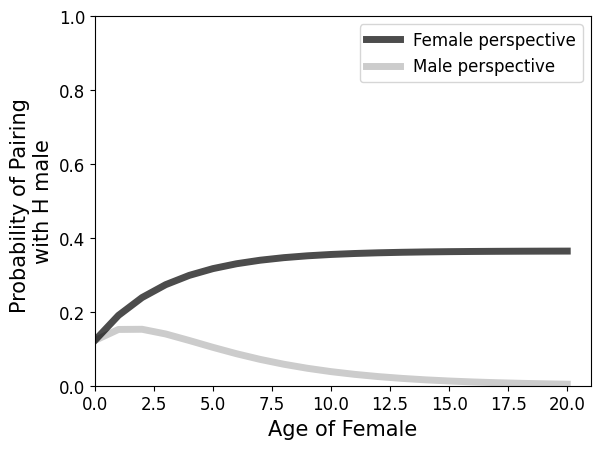 Female perspective
Male perspective
Probability of Pairing
with H male
1.0
0.8
0.6
0.4
0.2
0.0
0.0 2.5 5.0 7.5 10.0 12.5 15.0 17.5 20.0
Age of Female